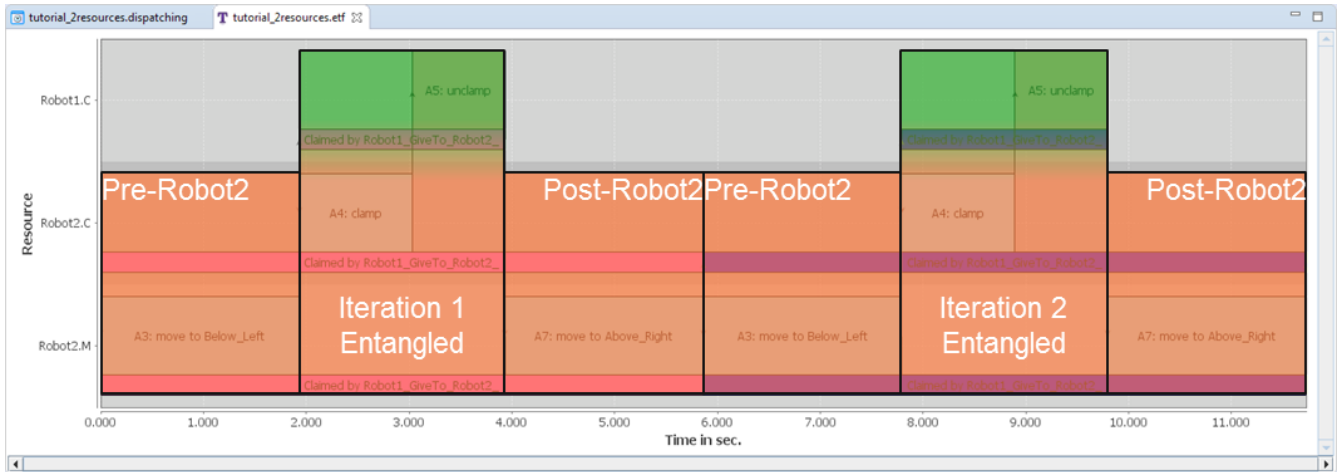 tutorial_2resources.dispatching
tutorial_2resources.etf
Resource
Robot1.C
A5: unclamp
A5: unclamp
Claimed by Robot1_GiveTo_Robot2_
Claimed by Robot1_GiveTo_Robot2_
Pre-Robot2
Post-Robot2
Pre-Robot2
Post-Robot2
Robot2.C
A4: clamp
A4: clamp
Claimed by Robot1_GiveTo_Robot2_
Claimed by Robot1_GiveTo_Robot2_
Iteration 1
Entangled
Iteration 2
Entangled
Robot2.M
A3: move to Below_Left
A7: move to Above_Right
A3: move to Below_Left
A7: move to Above_Right
Claimed by Robot1_GiveTo_Robot2_
Claimed by Robot1_GiveTo_Robot2_
0.000 1.000 2.000 3.000 4.000 5.000 6.000 7.000 8.000 9.000 10.000 11.000
Time in sec.